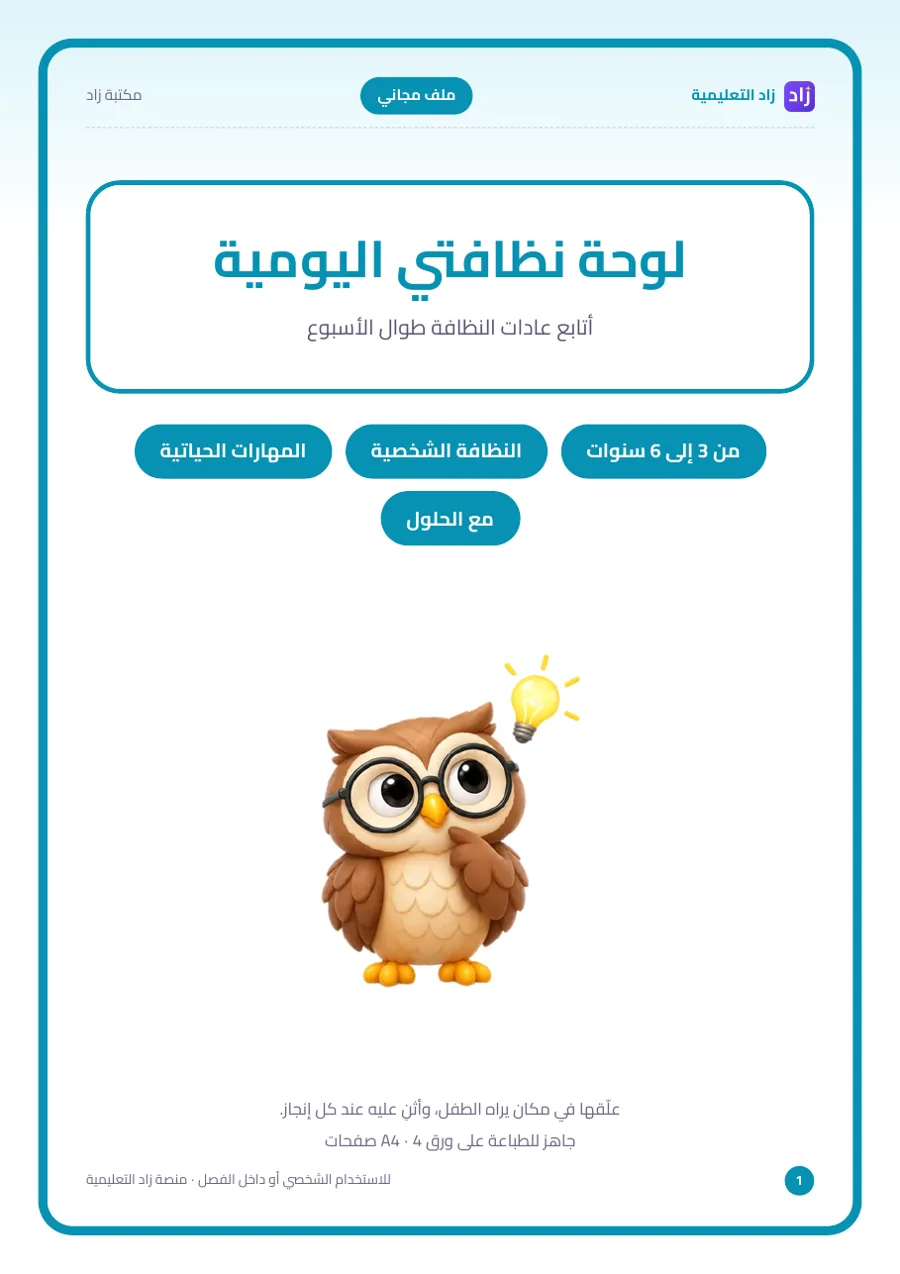 زاد زاد التعليمية
ملف مجاني
مكتبة زاد
لوحة نظافتي اليومية
أتابع عادات النظافة طوال الأسبوع
من 3 إلى 6 سنوات
النظافة الشخصية
المهارات الحياتية
مع الحلول
علّقها في مكان يراه الطفل، وأثنِ عليه عند كل إنجاز.
جاهز للطباعة على ورق A4 · 4 صفحات
1
للاستخدام الشخصي أو داخل الفصل · منصة زاد التعليمية